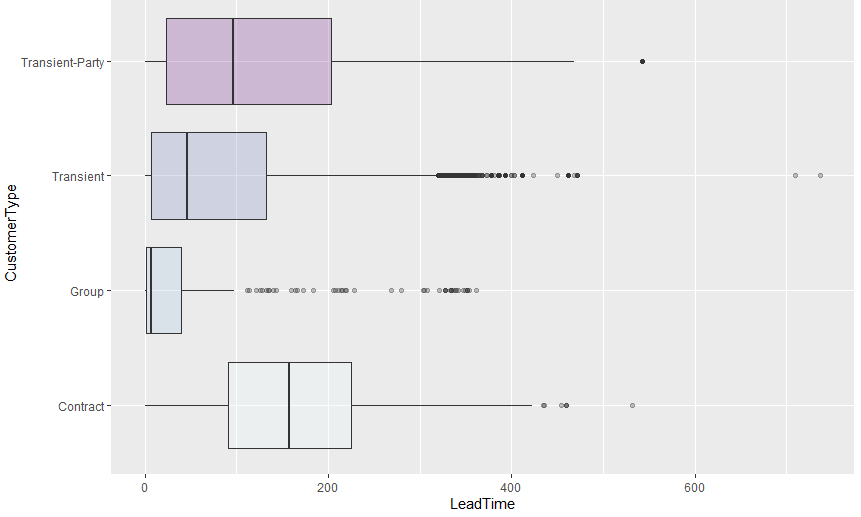 Transient-Party
Transient
Group
Contract
CustomerType
0 200 400 600
LeadTime